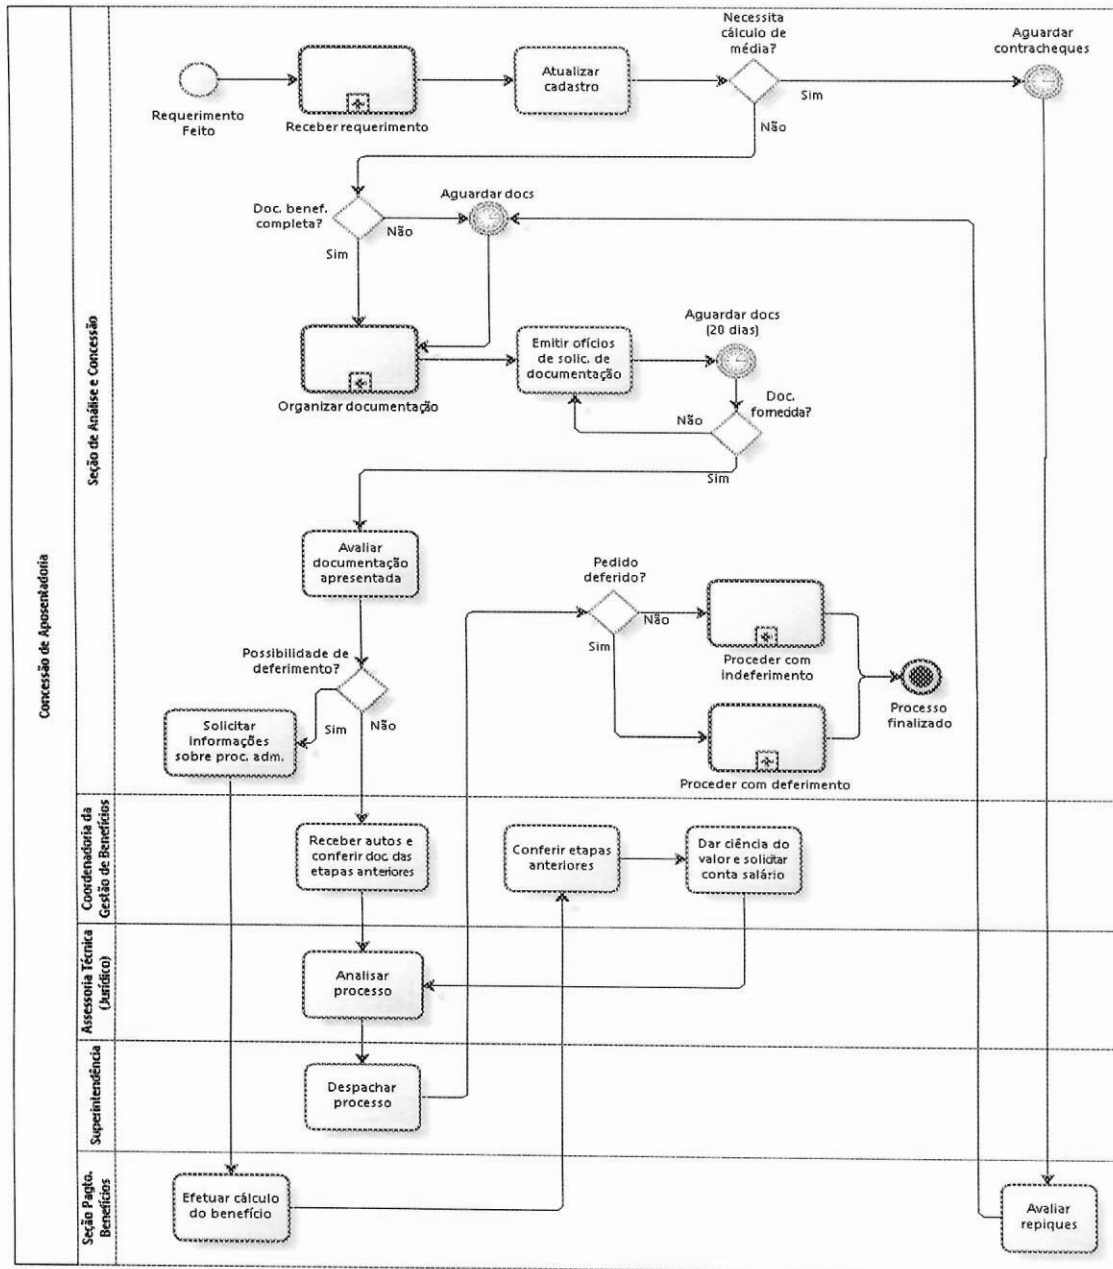 Concessão de Aposentadoria
Seção de Análise e Concessão
Requerimento
Feito
Receber requerimento
Atualizar
cadastro
Necessita
cálculo de
média?
Sim
Não
Aguardar
contracheques
Doc. benef.
completa?
Não
Sim
Aguardar docs
Organizar documentação
Emitir ofícios
de solic. de
documentação
Aguardar docs
(20 dias)
Doc.
fornecida?
Não
Sim
Avaliar
documentação
apresentada
Possibilidade de
deferimento?
Sim
Não
Solicitar
informações
sobre proc. adm.
Pedido
deferido?
Não
Sim
Proceder com
indeferimento
Proceder com deferimento
Processo
finalizado
Coordenadoria da
Gestão de Benefícios
Receber autos e
conferir doc. das
etapas anteriores
Conferir etapas
anteriores
Dar ciência do
valor e solicitar
conta salário
Assessoria Técnica
(Jurídico)
Analisar
processo
Superintendência
Despachar
processo
Seção Pagto.
Benefícios
Efetuar cálculo
do benefício
Avaliar
repiques